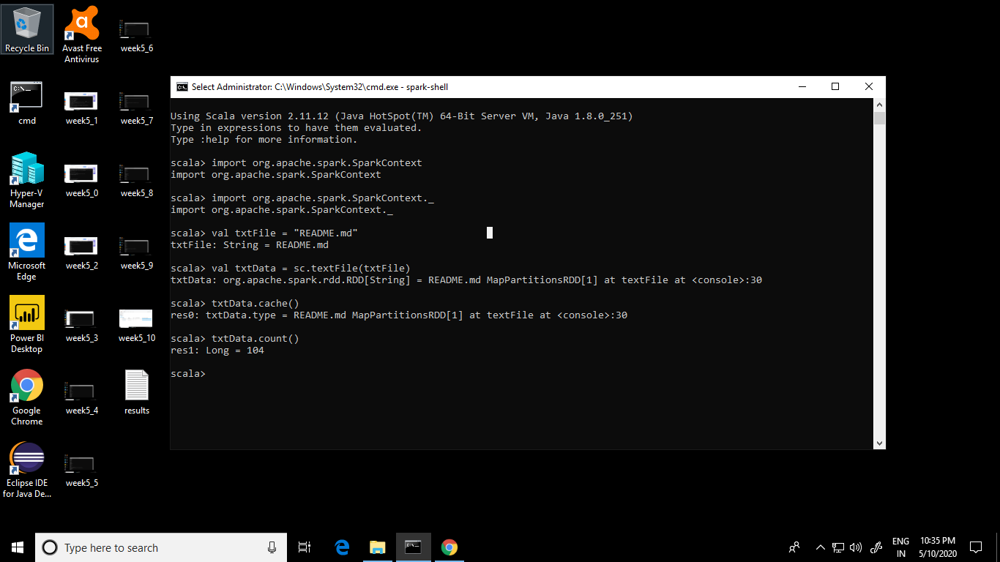 Recycle Bin
Avast Free
Antivirus
week5_6
cmd
week5_1
week5_7
Hyper-V
Manager
week5_0
week5_8
Microsoft
Edge
week5_2
week5_9
Power BI
Desktop
week5_3
week5_10
Google
Chrome
week5_4
results
Eclipse IDE
for Java De...
week5_5
Select Administrator: C:\Windows\System32\cmd.exe - spark-shell
Using Scala version 2.11.12 (Java HotSpot(TM) 64-Bit Server VM, Java 1.8.0_251)
Type in expressions to have them evaluated.
Type :help for more information.
scala> import org.apache.spark.SparkContext
import org.apache.spark.SparkContext
scala> import org.apache.spark.SparkContext._
import org.apache.spark.SparkContext._
scala> val txtFile = "README.md"
txtFile: String = README.md
scala> val txtData = sc.textFile(txtFile)
txtData: org.apache.spark.rdd.RDD[String] = README.md MapPartitionsRDD[1] at textFile at <console>:30
scala> txtData.cache()
res0: txtData.type = README.md MapPartitionsRDD[1] at textFile at <console>:30
scala> txtData.count()
res1: Long = 104
scala>
Type here to search
ENG
IN
10:35 PM
5/10/2020